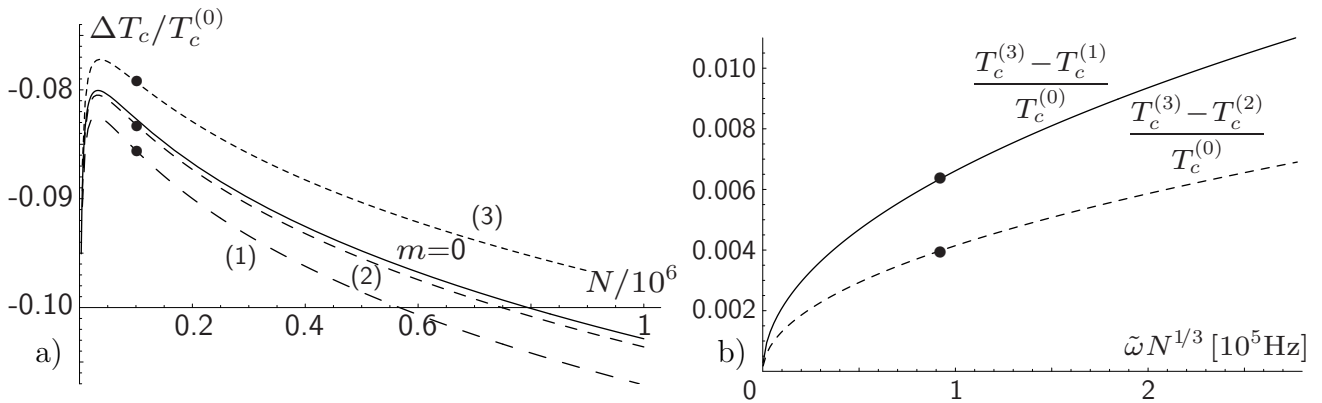 ΔT_c/T_c^{(0)}
-0.08
-0.09
-0.10
(3)
(1)
m=0
(2)
N/10^6
0.2
0.4
0.6
1
a)
0.010
0.008
0.006
0.004
0.002
T_c^{(3)} − T_c^{(1)}
T_c^{(0)}
T_c^{(3)} − T_c^{(2)}
T_c^{(0)}
ω̃N^{1/3} [10^5Hz]
b)
0
1
2